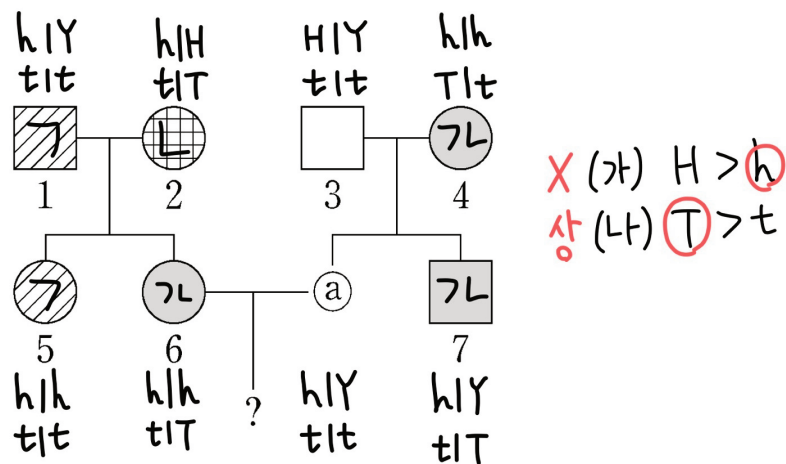 h|Y h|H H|Y h|h
t|t t|T t|t T|t
ㄱ ㄴ ㄱㄴ
1 2 3 4
X (가) H > h
상 (나) T > t
ㄱ ㄱㄴ a ㄱㄴ
5 6 7
h|h h|h ? h|Y h|Y
t|t t|T t|t t|T